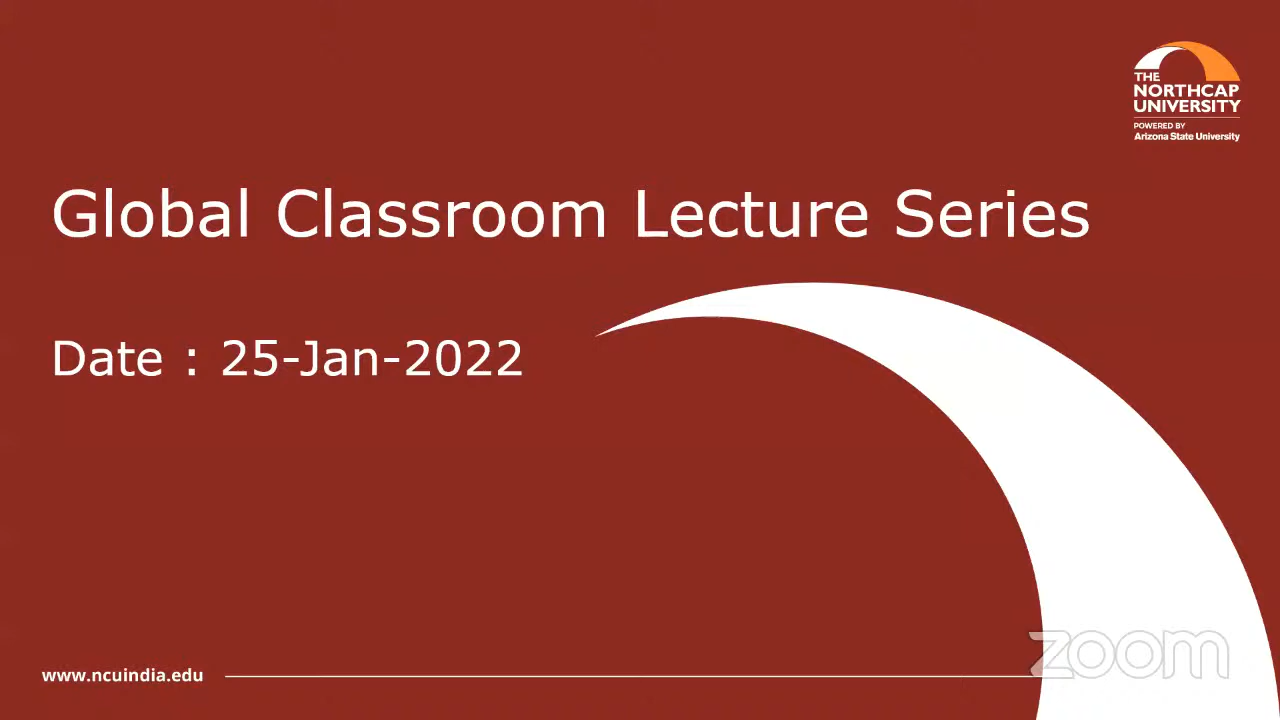 THE
NORTHCAP
UNIVERSITY
POWERED BY
Arizona State University
Global Classroom Lecture Series
Date : 25-Jan-2022
www.ncuindia.edu
zoom